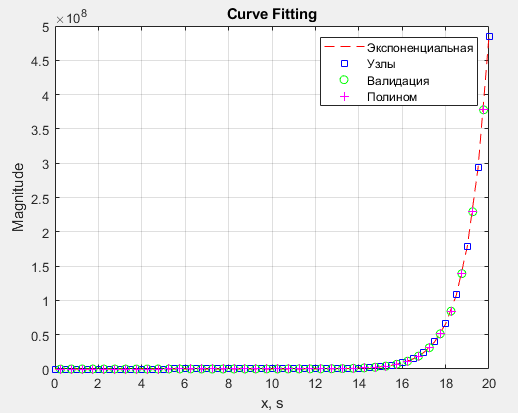 Curve Fitting
×10^8
5
4.5
4
3.5
3
2.5
2
1.5
1
0.5
0
Magnitude
Экспоненциальная
Узлы
Валидация
Полином
0 2 4 6 8 10 12 14 16 18 20
x, s